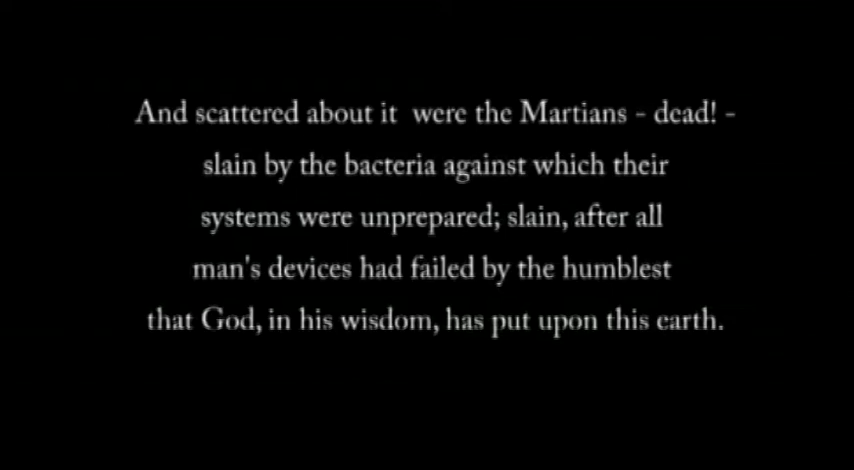 And scattered about it  were the Martians - dead! -
slain by the bacteria against which their
systems were unprepared; slain, after all
man's devices had failed by the humblest
that God, in his wisdom, has put upon this earth.